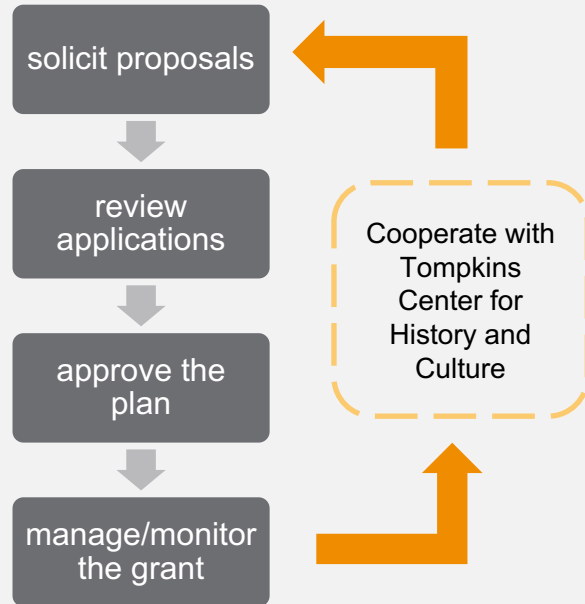 solicit proposals
review
applications
approve the
plan
manage/monitor
the grant
Cooperate with
Tompkins
Center for
History and
Culture